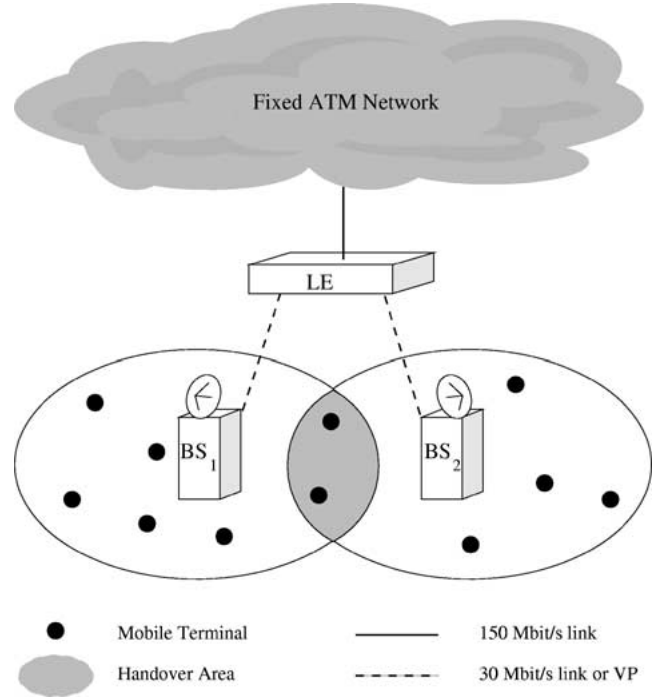 Fixed ATM Network
LE
BS1
BS2
Mobile Terminal
150 Mbit/s link
Handover Area
30 Mbit/s link or VP